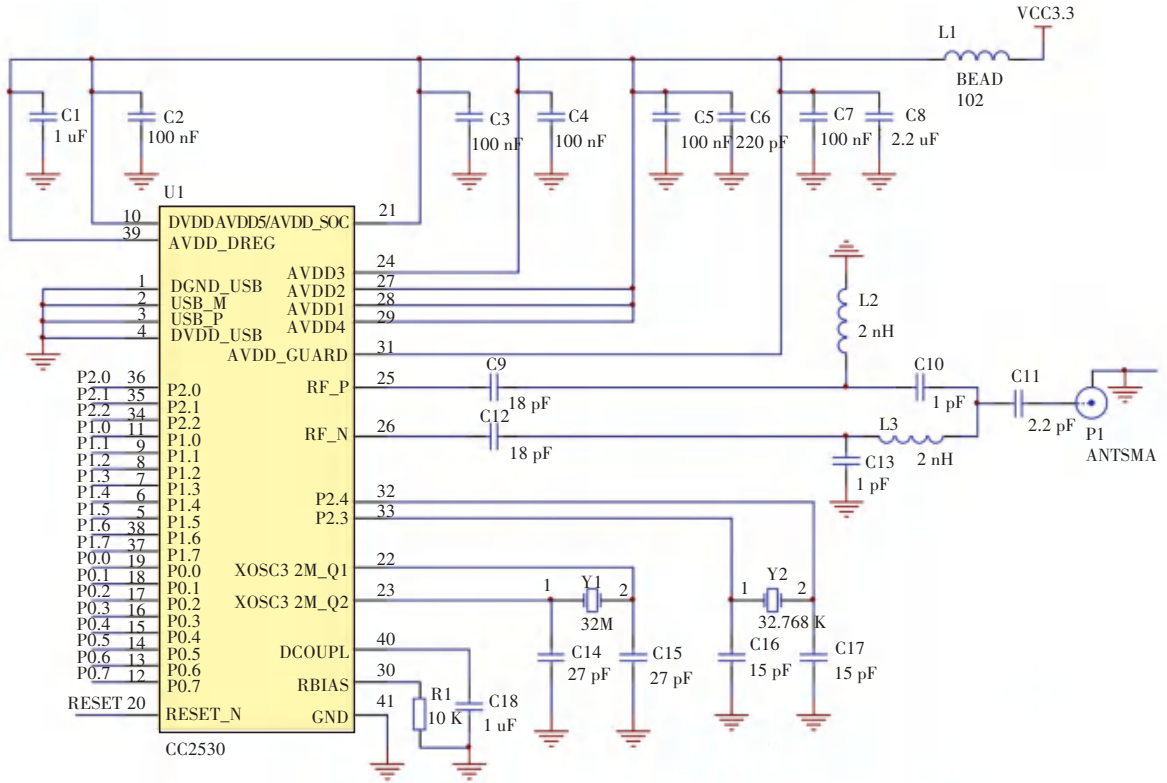 VCC3.3
L1
BEAD
102
C1
1 uF
C2
100 nF
C3
100 nF
C4
100 nF
C5
100 nF
C6
220 pF
C7
100 nF
C8
2.2 uF
U1
10 DVDD AVDD5/AVDD_SOC 21
39 AVDD_DREG
AVDD3 24
1 DGND_USB AVDD2 27
2 USB_M AVDD1 28
3 USB_P AVDD4 29
4 DVDD_USB
AVDD_GUARD 31
P2.0 36 P2.0 RF_P 25
P2.1 35 P2.1
P2.2 34 P2.2
P1.0 11 P1.0 RF_N 26
P1.1 9 P1.1
P1.2 8 P1.2
P1.3 7 P1.3
P1.4 6 P1.4 P2.4 32
P1.5 5 P1.5 P2.3 33
P1.6 38 P1.6
P1.7 37 P1.7
P0.0 19 P0.0 XOSC3 2M_Q1 22
P0.1 18 P0.1
P0.2 17 P0.2 XOSC3 2M_Q2 23
P0.3 16 P0.3
P0.4 15 P0.4
P0.5 14 P0.5 DCOUPL 40
P0.6 13 P0.6
P0.7 12 P0.7 RBIAS 30
RESET 20 RESET_N GND 41
CC2530
C9
18 pF
C12
18 pF
L2
2 nH
C10
1 pF
L3
2 nH
C13
1 pF
C11
2.2 pF
P1
ANTSMA
1 Y1 2
32M
C14
27 pF
C15
27 pF
1 Y2 2
32.768 K
C16
15 pF
C17
15 pF
R1
10 K
C18
1 uF